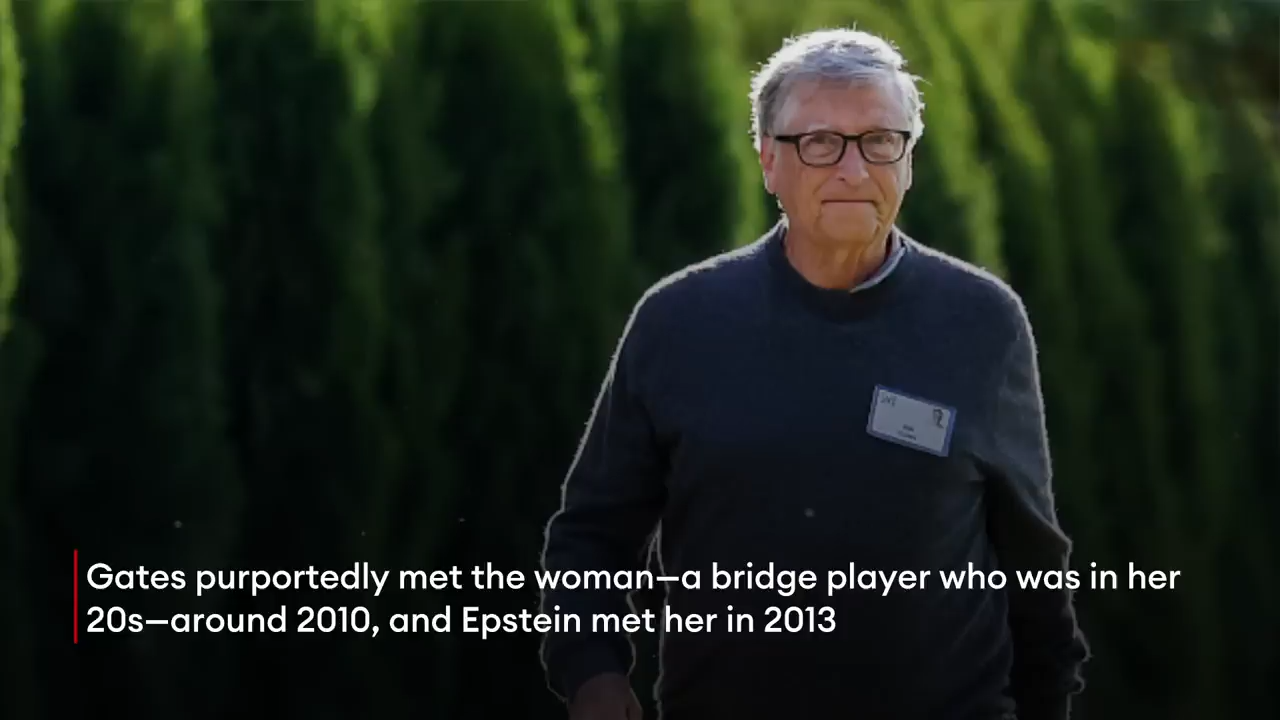 Gates purportedly met the woman—a bridge player who was in her
20s—around 2010, and Epstein met her in 2013